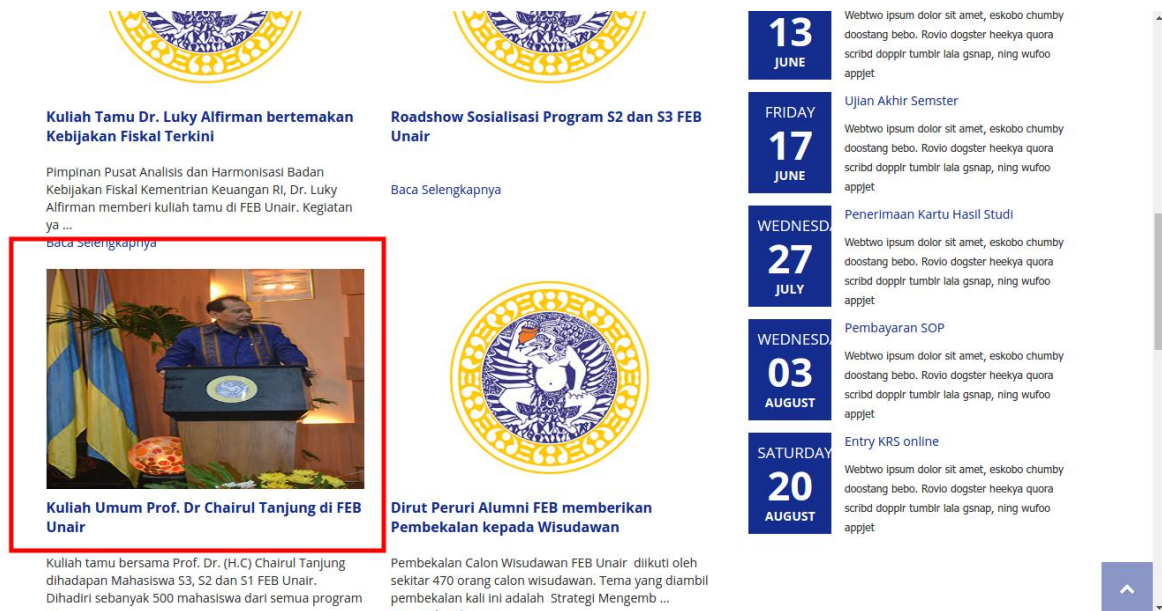 Kuliah Tamu Dr. Luky Alfirman bertemakan
Kebijakan Fiskal Terkini
Pimpinan Pusat Analisis dan Harmonisasi Badan
Kebijakan Fiskal Kementrian Keuangan RI, Dr. Luky
Alfirman memberi kuliah tamu di FEB Unair. Kegiatan
ya ...
Baca Selengkapnya
Roadshow Sosialisasi Program S2 dan S3 FEB
Unair
Baca Selengkapnya
Kuliah Umum Prof. Dr Chairul Tanjung di FEB
Unair
Kuliah tamu bersama Prof. Dr. (H.C) Chairul Tanjung
dihadapan Mahasiswa S3, S2 dan S1 FEB Unair.
Dihadiri sebanyak 500 mahasiswa dari semua program
Dirut Peruri Alumni FEB memberikan
Pembekalan kepada Wisudawan
Pembekalan Calon Wisudawan FEB Unair diikuti oleh
sekitar 470 orang calon wisudawan. Tema yang diambil
pembekalan kali ini adalah Strategi Mengemb ...
13
JUNE
Webtwo ipsum dolor sit amet, eskobo chumby
doostang bebo. Rovio dogster heekya quora
scribd dopplr tumblr lala gsnap, ning wufoo
appjet
FRIDAY
17
JUNE
Ujian Akhir Semster
Webtwo ipsum dolor sit amet, eskobo chumby
doostang bebo. Rovio dogster heekya quora
scribd dopplr tumblr lala gsnap, ning wufoo
appjet
WEDNESD
27
JULY
Penerimaan Kartu Hasil Studi
Webtwo ipsum dolor sit amet, eskobo chumby
doostang bebo. Rovio dogster heekya quora
scribd dopplr tumblr lala gsnap, ning wufoo
appjet
WEDNESD
03
AUGUST
Pembayaran SOP
Webtwo ipsum dolor sit amet, eskobo chumby
doostang bebo. Rovio dogster heekya quora
scribd dopplr tumblr lala gsnap, ning wufoo
appjet
SATURDAY
20
AUGUST
Entry KRS online
Webtwo ipsum dolor sit amet, eskobo chumby
doostang bebo. Rovio dogster heekya quora
scribd dopplr tumblr lala gsnap, ning wufoo
appjet